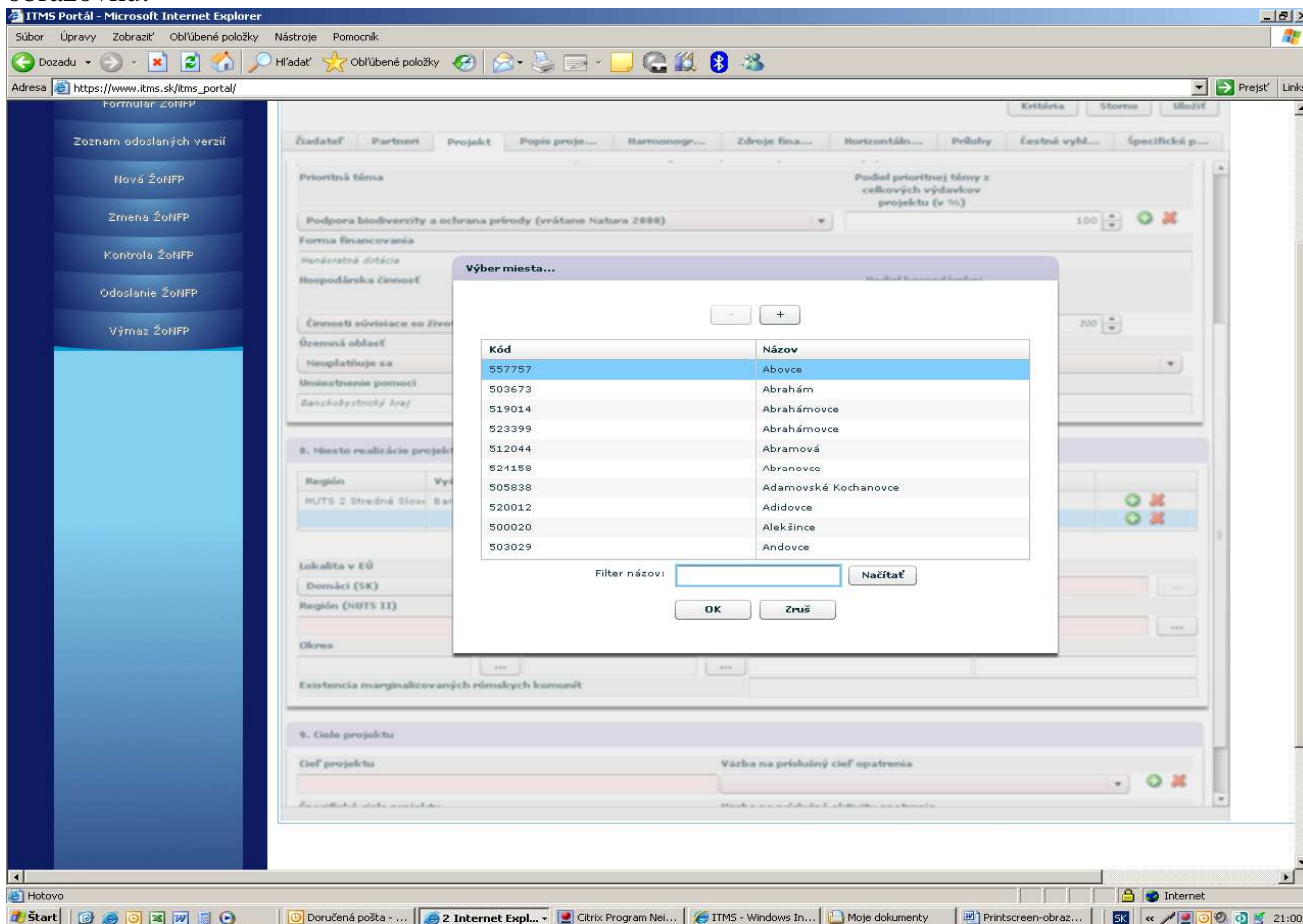 obrazovka.
ITMS Portál - Microsoft Internet Explorer
Súbor Úpravy Zobraziť Obľúbené položky Nástroje Pomocník
Dozadu Hľadať Obľúbené položky
Adresa https://www.itms.sk/itms_portal/ Prejsť Links
Formulár ŽoNFP
Zoznam odoslaných verzií
Nová ŽoNFP
Zmena ŽoNFP
Kontrola ŽoNFP
Odoslanie ŽoNFP
Výmaz ŽoNFP
Kritéria Storno Uložiť
Žiadateľ Partneri Projekt Popis proje... Harmonogr... Zdroje fina... Horizontáln... Prílohy Čestné vyhl... Špecifické p...
Prioritná téma Podiel prioritnej témy z
celkových výdavkov
projektu (v %)
Podpora biodiverzity a ochrana prírody (vrátane Natura 2000) 100
Forma financovania
Nenávratná dotácia
Hospodárska činnosť
Činnosti súvisiace so život
Územná oblasť
Neuplatňuje sa
Umiestnenie pomoci
Banskobystrický kraj
Výber miesta...
- +
Kód Názov
557757 Abovce
503673 Abrahám
519014 Abrahámovce
523399 Abrahámovce
512044 Abramová
524158 Abranovce
505838 Adamovské Kochanovce
520012 Adidovce
500020 Alekšince
503029 Andovce
Filter názov: Načítať
OK Zruš
8. Miesto realizácie projekt
Región Vyš
NUTS 2 Stredné Slov Ban
Lokalita v EÚ
Domáci (SK) ...
Región (NUTS II)
...
Okres
... ...
Existencia marginalizovaných rómskych komunít
9. Ciele projektu
Cieľ projektu Väzba na príslušný cieľ opatrenia
Hotovo Internet
Štart Doručená pošta - ... 2 Internet Expl... Citrix Program Nei... ITMS - Windows In... Moje dokumenty Printscreen-obraz... SK « 21:00